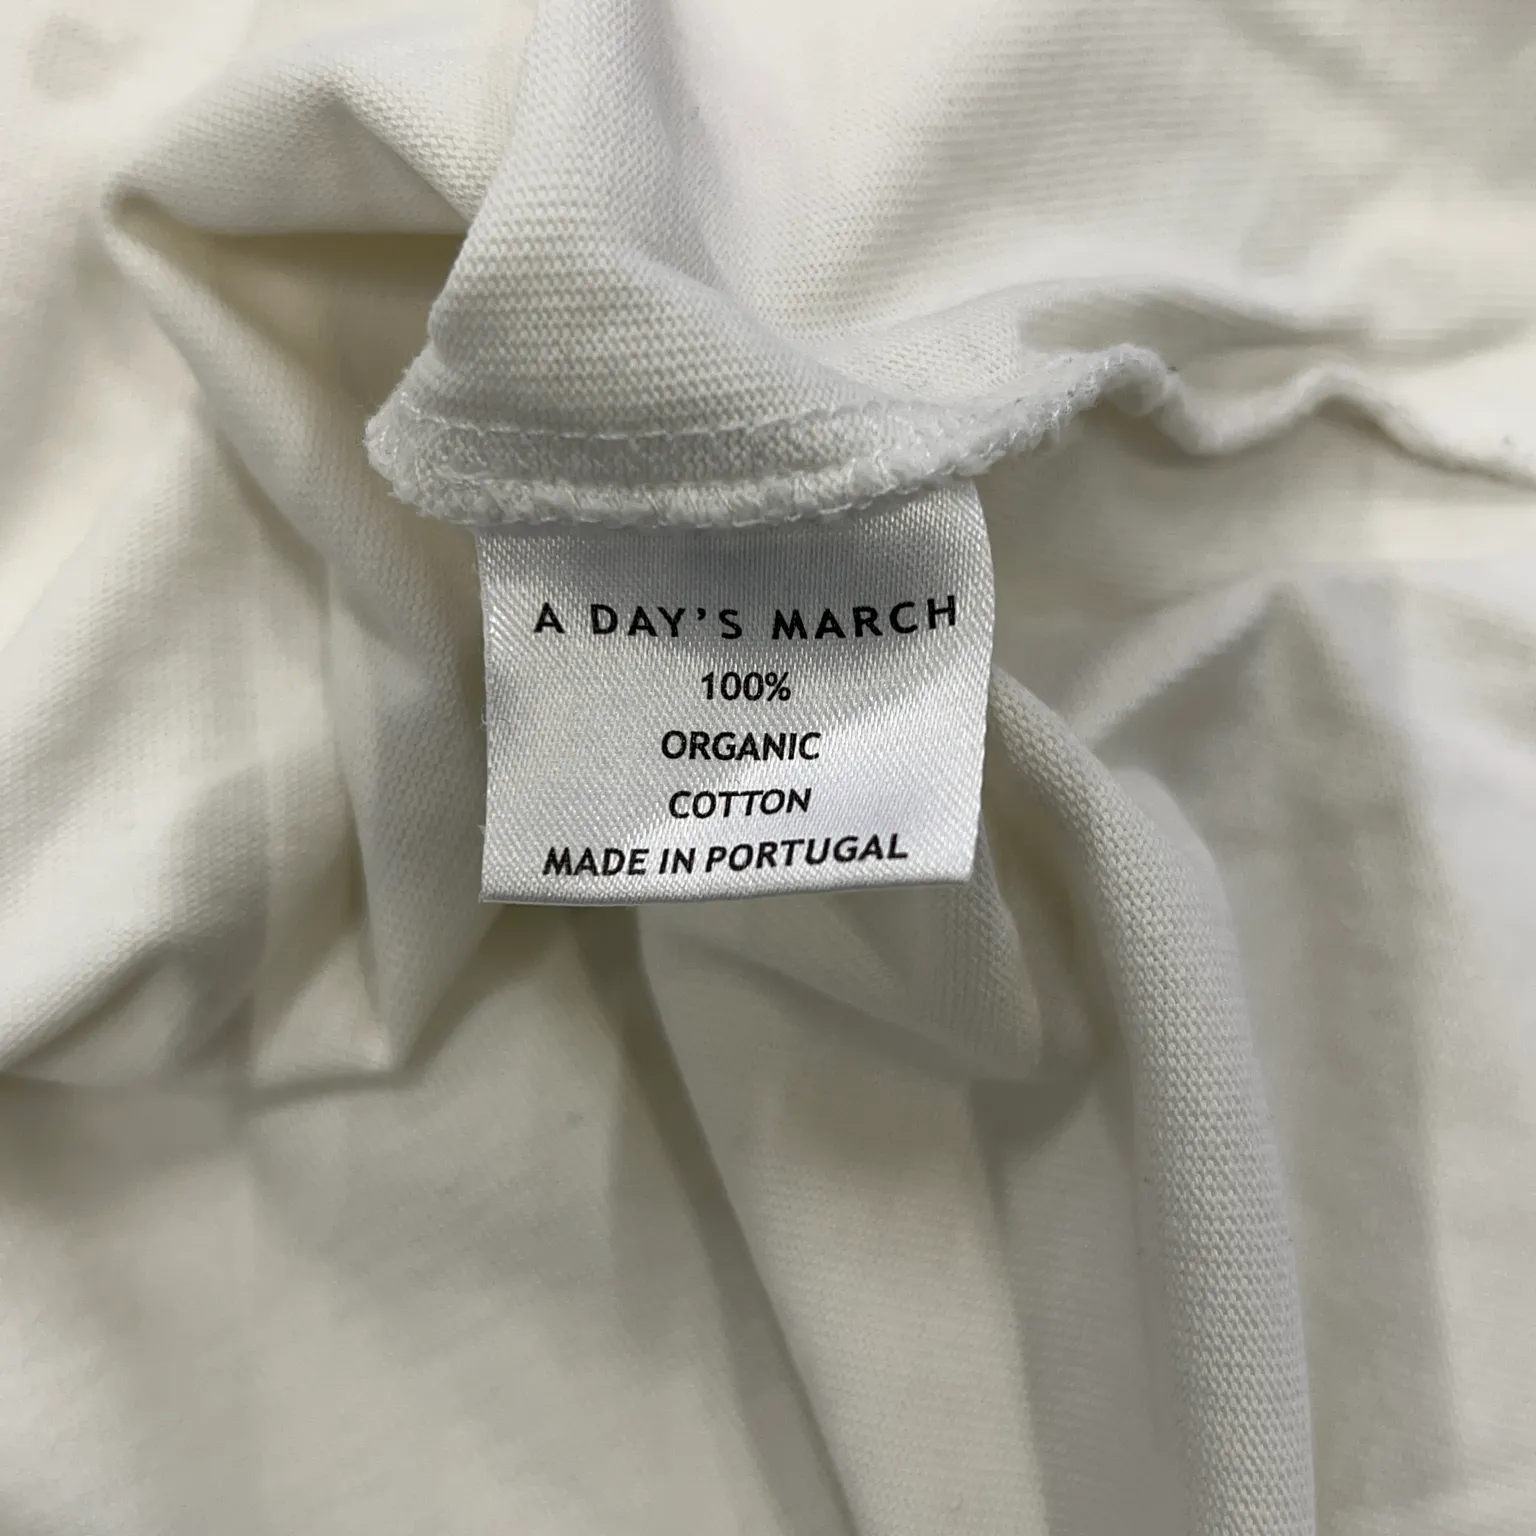 A DAY’S MARCH
100%
ORGANIC
COTTON
MADE IN PORTUGAL